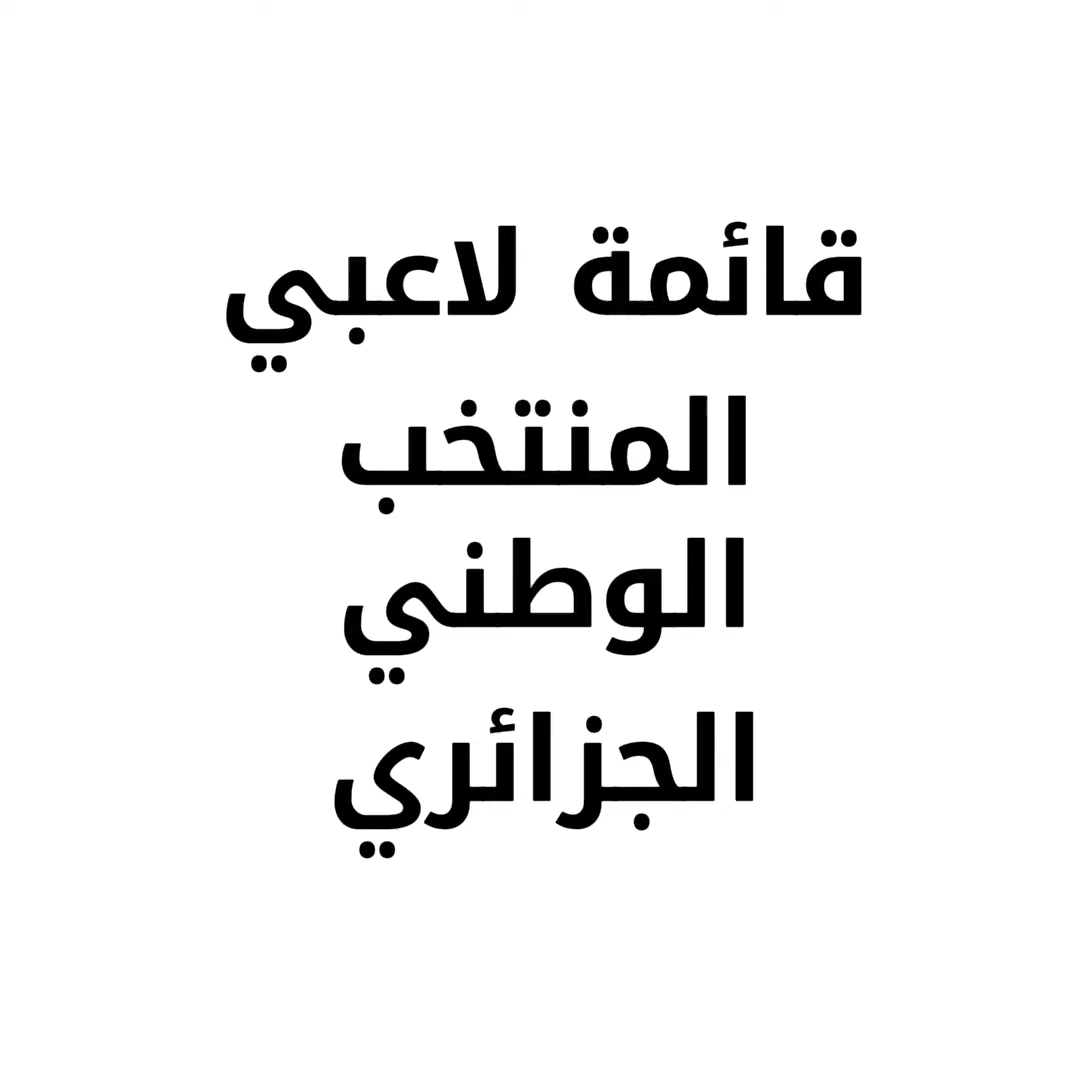 قائمة لاعبي
المنتخب
الوطني
الجزائري